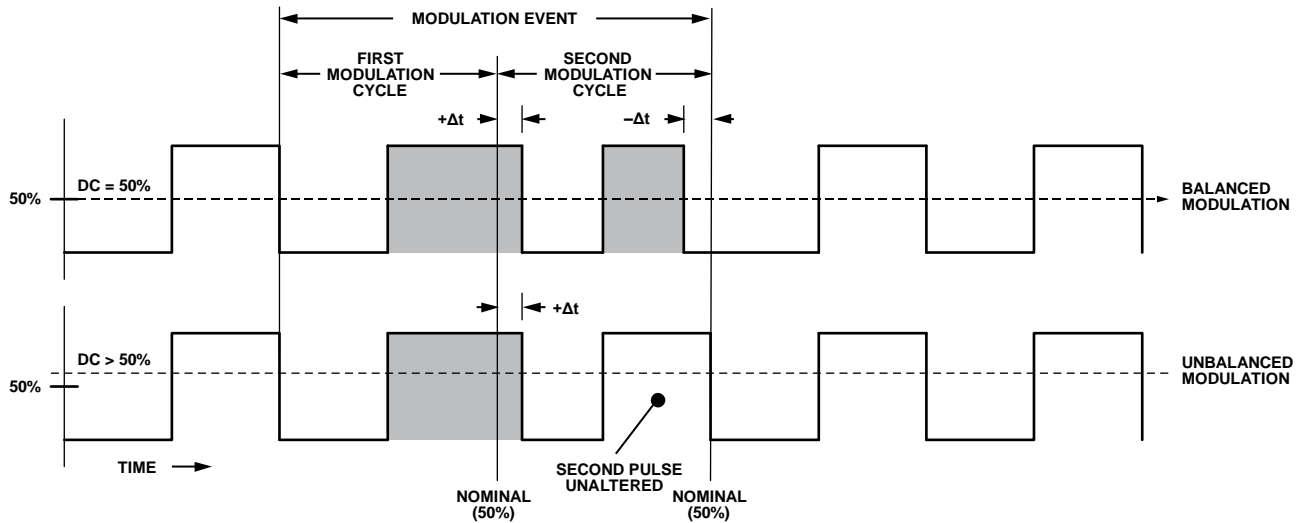 MODULATION EVENT
FIRST
MODULATION
CYCLE
SECOND
MODULATION
CYCLE
+Δt
–Δt
50%
DC = 50%
BALANCED
MODULATION
+Δt
DC > 50%
50%
UNBALANCED
MODULATION
TIME
SECOND PULSE
UNALTERED
NOMINAL
(50%)
NOMINAL
(50%)